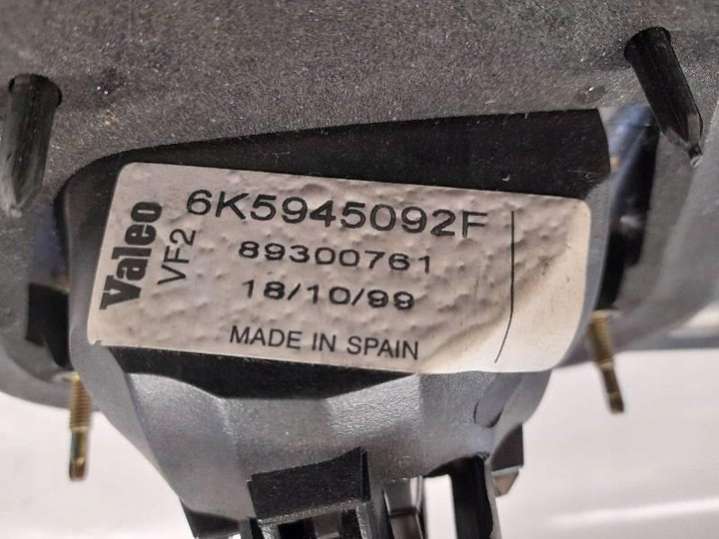 Valeo
VF2
6K5945092F
89300761
18/10/99
MADE IN SPAIN